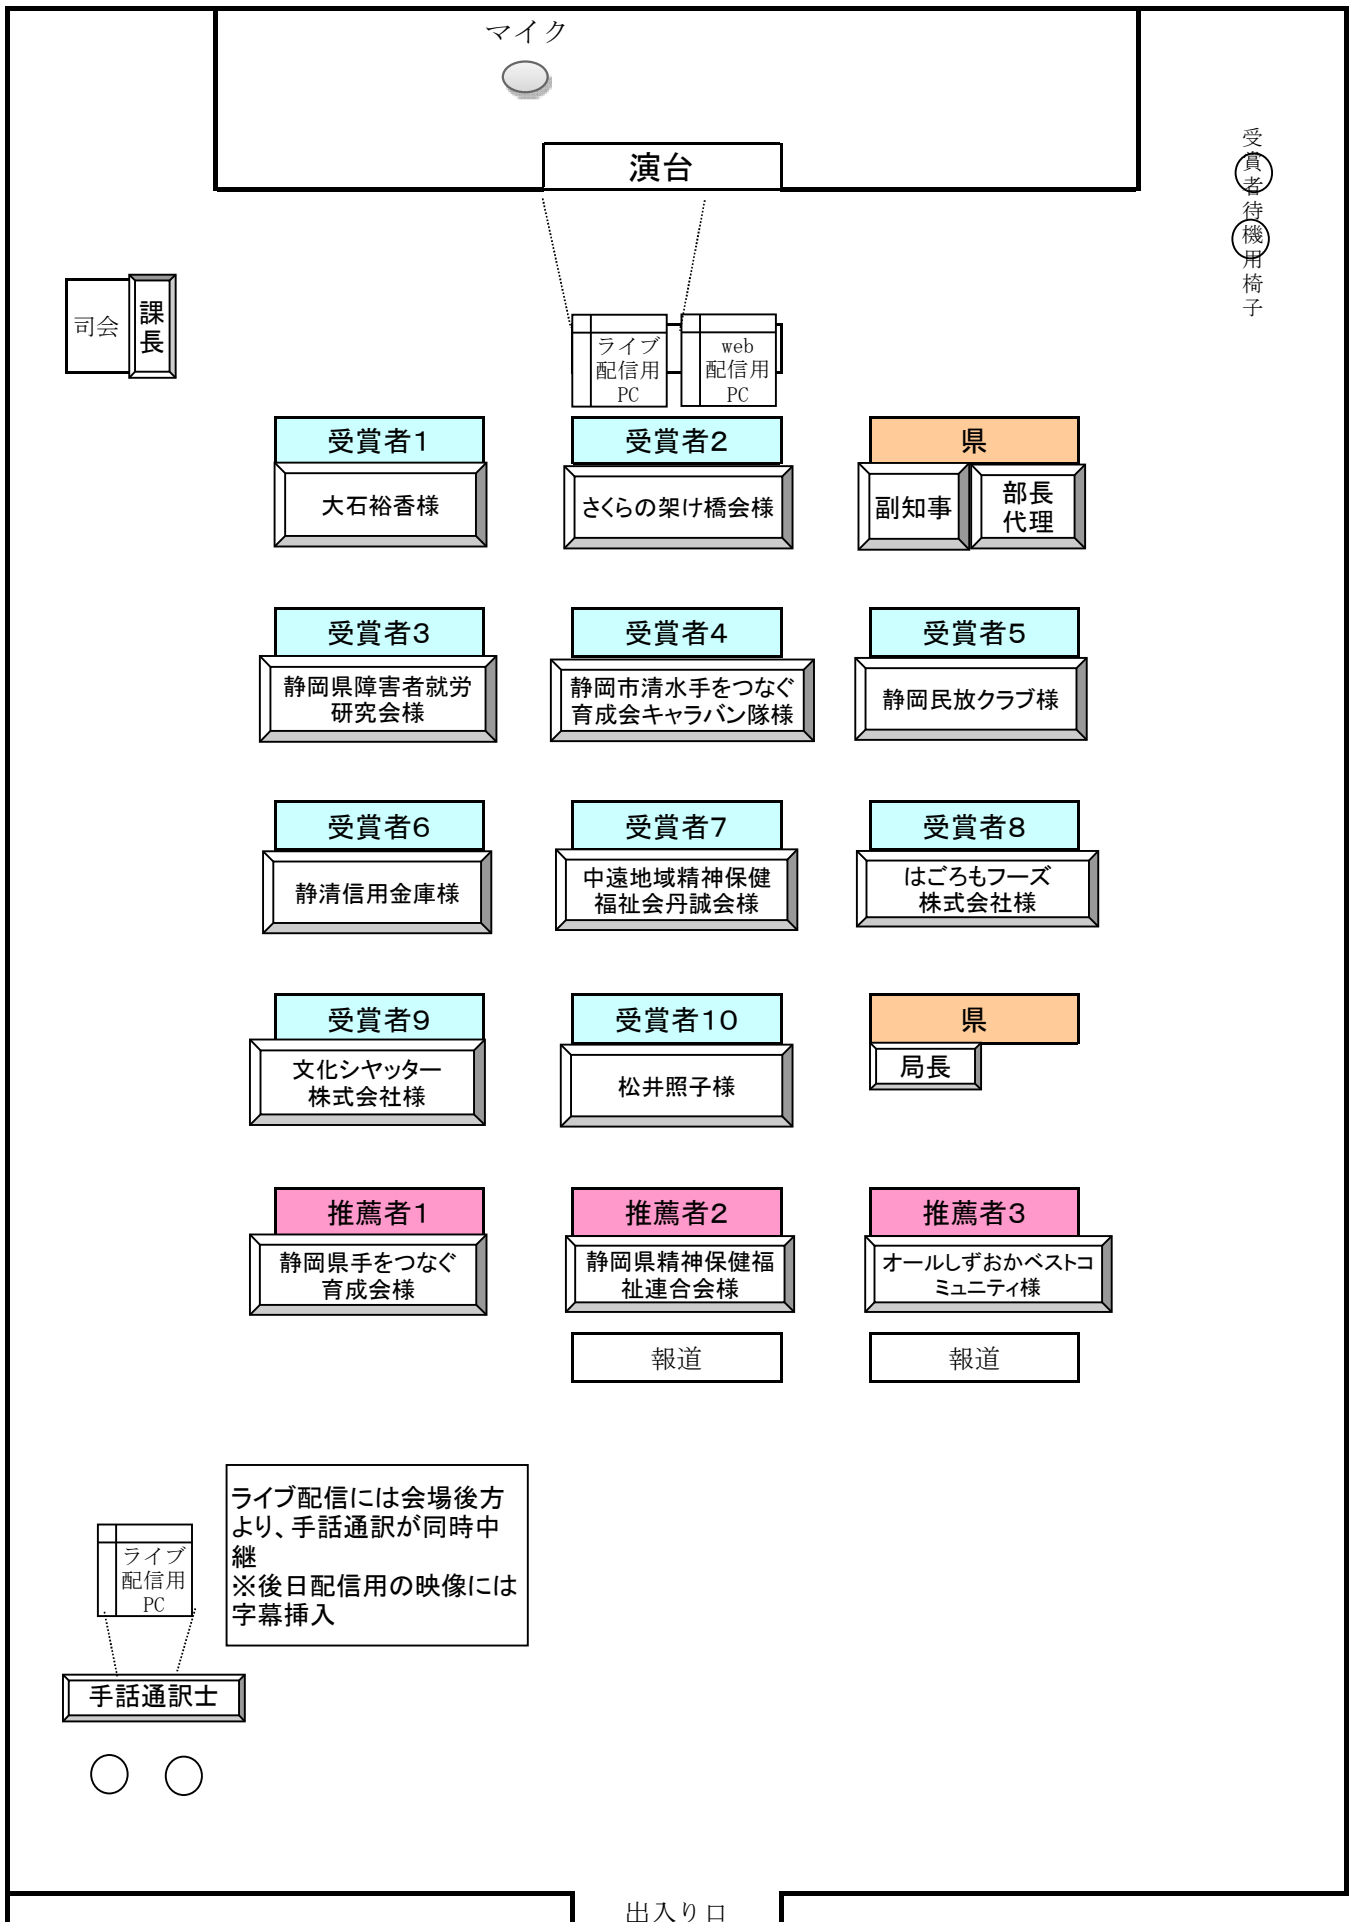 マイク
演台
受賞者待機用椅子
司会
課長
ライブ
配信用
PC
web
配信用
PC
受賞者1
受賞者2
県
大石裕香様
さくらの架け橋会様
副知事
部長
代理
受賞者3
受賞者4
受賞者5
静岡県障害者就労
研究会様
静岡市清水手をつなぐ
育成会キャラバン隊様
静岡民放クラブ様
受賞者6
受賞者7
受賞者8
静清信用金庫様
中遠地域精神保健
福祉会丹誠会様
はごろもフーズ
株式会社様
受賞者9
受賞者10
県
文化シヤッター
株式会社様
松井照子様
局長
推薦者1
推薦者2
推薦者3
静岡県手をつなぐ
育成会様
静岡県精神保健福
祉連合会様
オールしずおかベストコ
ミュニティ様
報道
報道
ライブ配信には会場後方
より、手話通訳が同時中
継
※後日配信用の映像には
字幕挿入
ライブ
配信用
PC
手話通訳士
出入り口